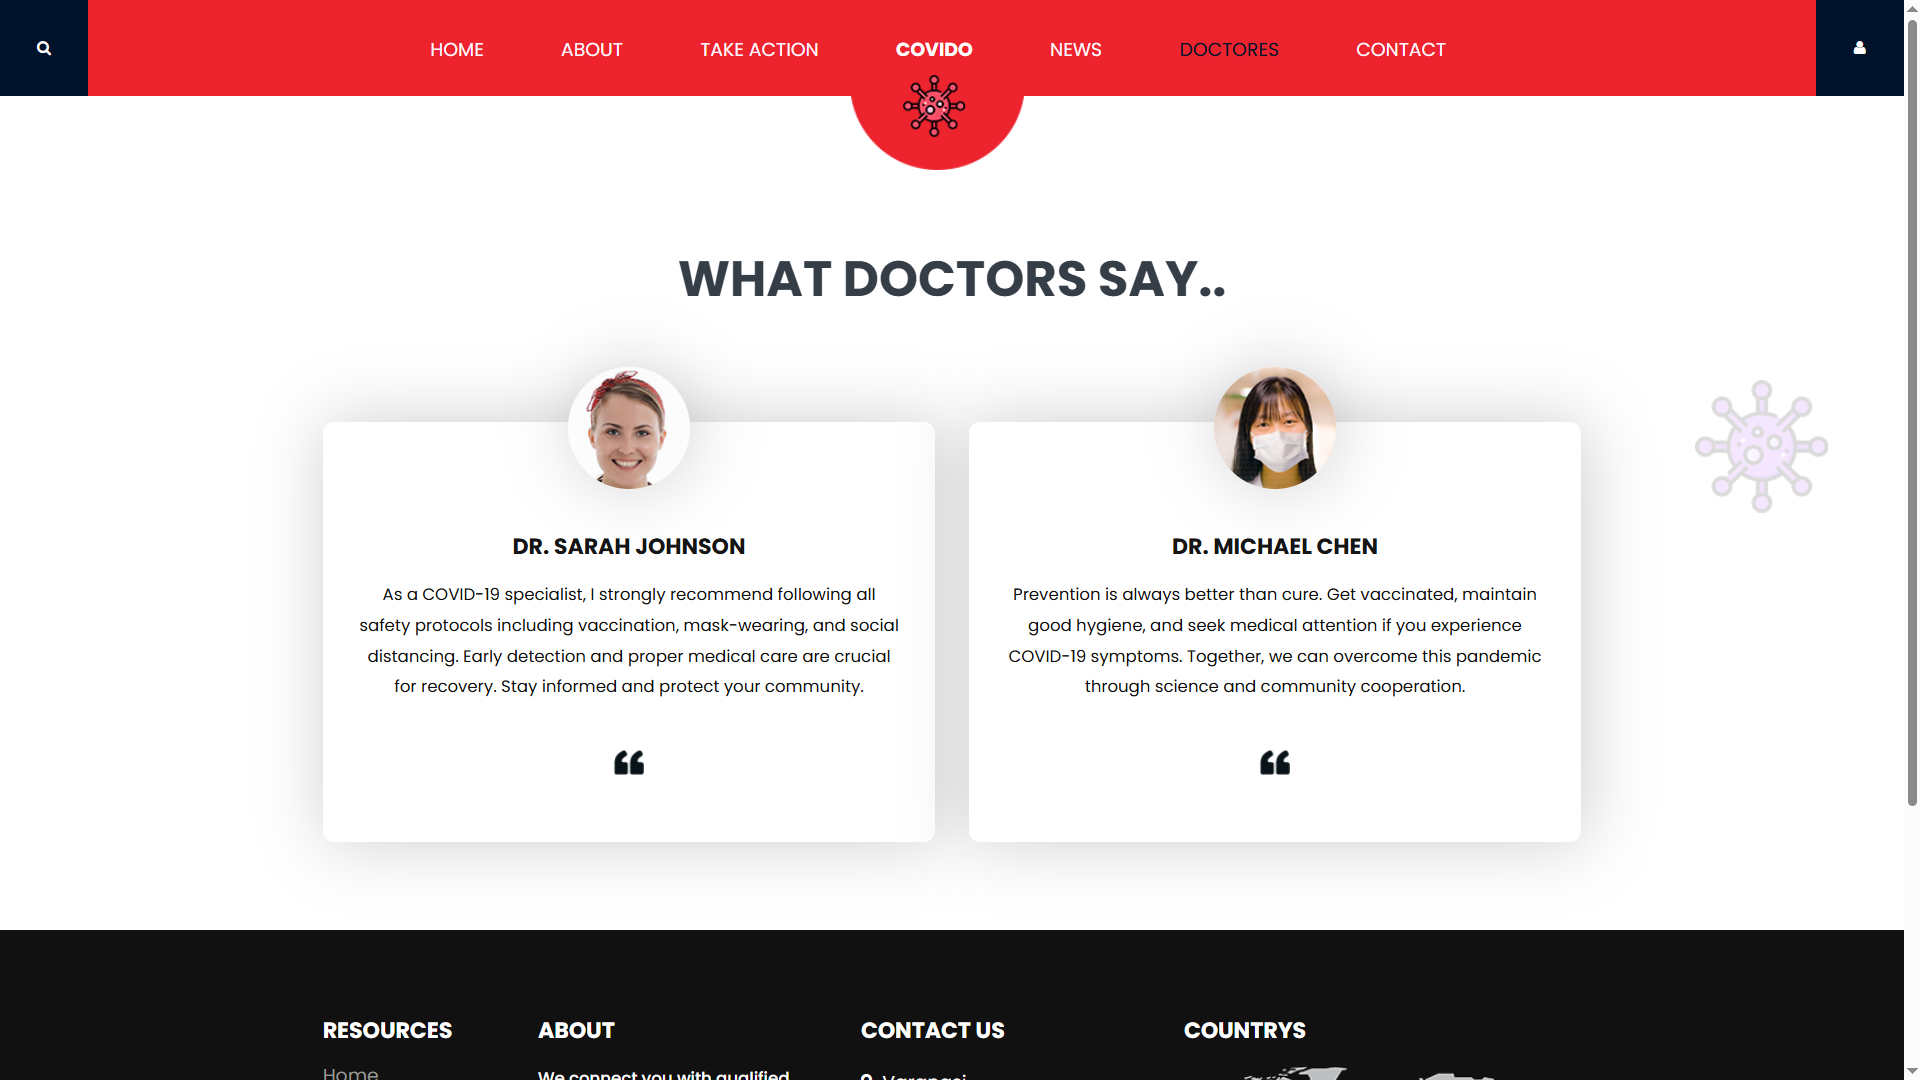 HOME
ABOUT
TAKE ACTION
COVIDO
NEWS
DOCTORES
CONTACT
WHAT DOCTORS SAY..
DR. SARAH JOHNSON
As a COVID-19 specialist, I strongly recommend following all
safety protocols including vaccination, mask-wearing, and social
distancing. Early detection and proper medical care are crucial
for recovery. Stay informed and protect your community.
DR. MICHAEL CHEN
Prevention is always better than cure. Get vaccinated, maintain
good hygiene, and seek medical attention if you experience
COVID-19 symptoms. Together, we can overcome this pandemic
through science and community cooperation.
RESOURCES
Home
ABOUT
We connect you with qualified
CONTACT US
Varanasi
COUNTRYS